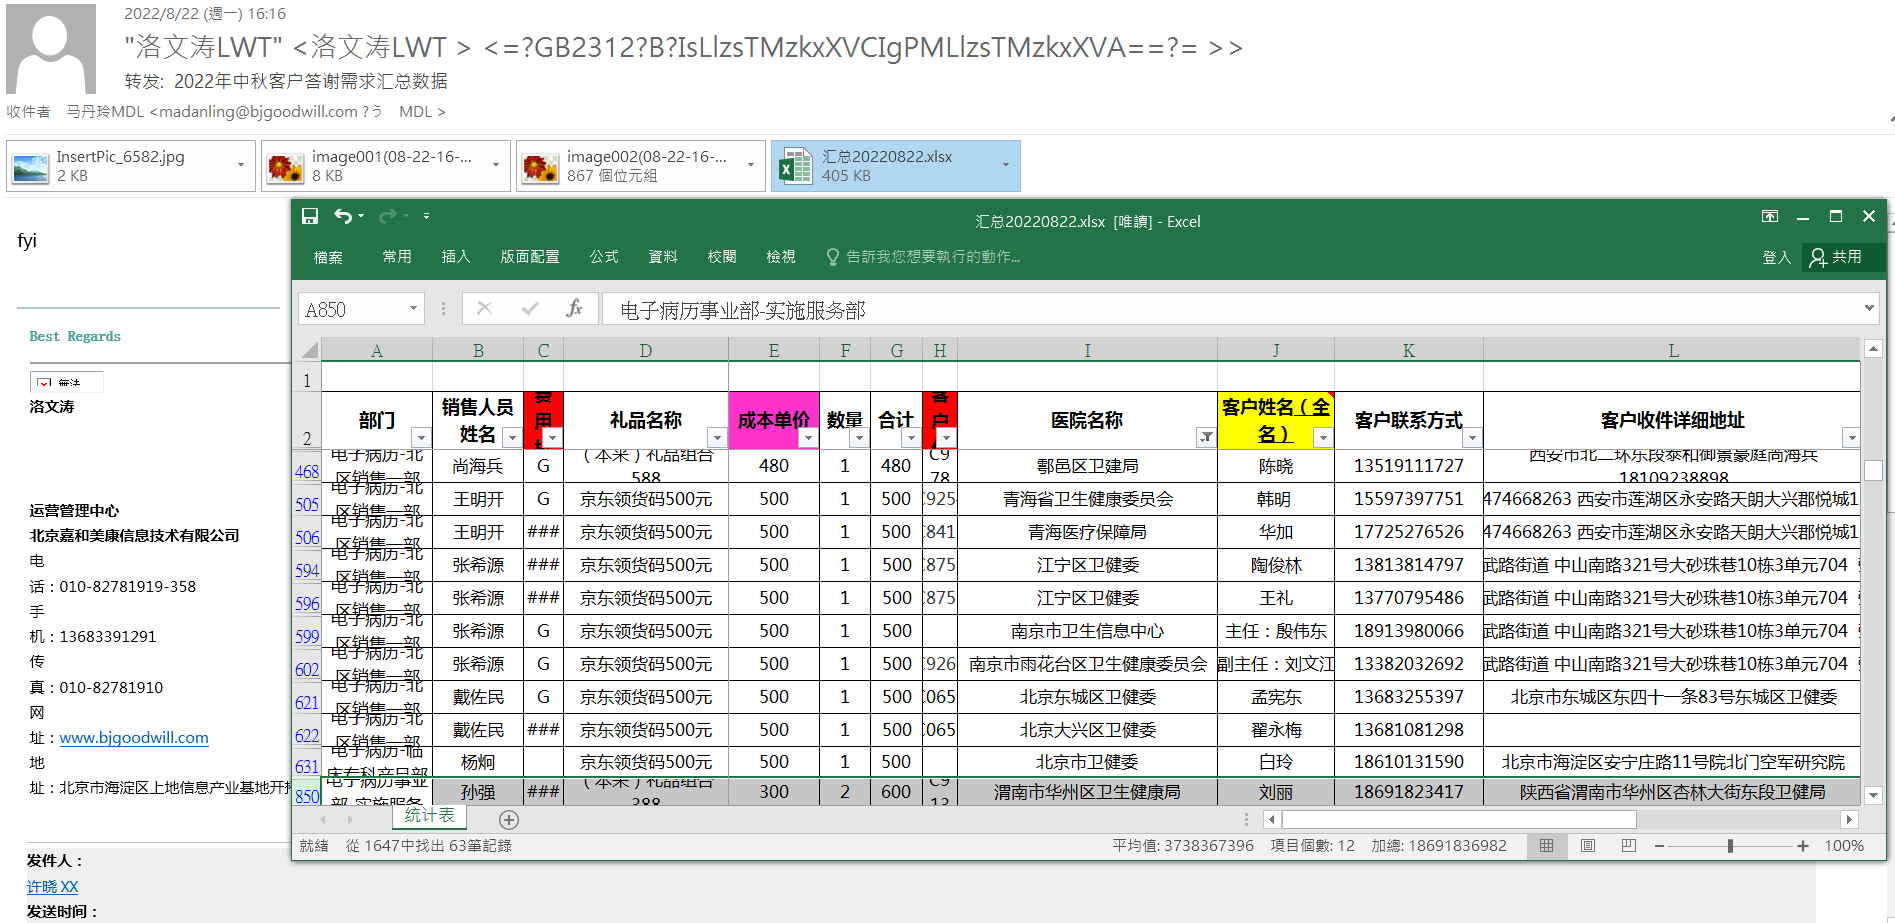 2022/8/22 (週一) 16:16
"洛文涛LWT" <洛文涛LWT > <=?GB2312?B?IsLlzsTMzkxXVCIgPMLlzsTMzkxXVA==?= >>
转发: 2022年中秋客户答谢需求汇总数据
收件者 马丹玲MDL <madanling@bjgoodwill.com ?う MDL >
InsertPic_6582.jpg
2 KB
image001(08-22-16-...
8 KB
image002(08-22-16-...
867 個位元組
汇总20220822.xlsx
405 KB
fyi
Best Regards
無法
洛文涛
运营管理中心
北京嘉和美康信息技术有限公司
电
话：010-82781919-358
手
机：13683391291
传
真：010-82781910
网
址：www.bjgoodwill.com
地
址：北京市海淀区上地信息产业基地开拓
发件人：
许晓 XX
发送时间：
汇总20220822.xlsx [唯讀] - Excel
檔案 常用 插入 版面配置 公式 資料 校閱 檢視 告訴我您想要執行的動作... 登入 共用
A850 fx 电子病历事业部-实施服务部
A B C D E F G H I J K L
1
2 部门 销售人员姓名 费用 礼品名称 成本单价 数量 合计 客户 医院名称 客户姓名（全名） 客户联系方式 客户收件详细地址
468 电子病历-北区销售一部 尚海兵 G （本来）礼品组合588 480 1 480 C978 鄠邑区卫建局 陈晓 13519111727 西安市北二环东段泰和御景豪庭尚海兵18109238898
505 电子病历-北区销售一部 王明开 G 京东领货码500元 500 1 500 C925 青海省卫生健康委员会 韩明 15597397751 474668263 西安市莲湖区永安路天朗大兴郡悦城1
506 电子病历-北区销售一部 王明开 ### 京东领货码500元 500 1 500 C841 青海医疗保障局 华加 17725276526 474668263 西安市莲湖区永安路天朗大兴郡悦城1
594 电子病历-北区销售一部 张希源 ### 京东领货码500元 500 1 500 C875 江宁区卫健委 陶俊林 13813814797 武路街道 中山南路321号大砂珠巷10栋3单元704
596 电子病历-北区销售一部 张希源 ### 京东领货码500元 500 1 500 C875 江宁区卫健委 王礼 13770795486 武路街道 中山南路321号大砂珠巷10栋3单元704
599 电子病历-北区销售一部 张希源 G 京东领货码500元 500 1 500 南京市卫生信息中心 主任：殷伟东 18913980066 武路街道 中山南路321号大砂珠巷10栋3单元704
602 电子病历-北区销售一部 张希源 G 京东领货码500元 500 1 500 C926 南京市雨花台区卫生健康委员会 副主任：刘文江 13382032692 武路街道 中山南路321号大砂珠巷10栋3单元704
621 电子病历-北区销售一部 戴佐民 G 京东领货码500元 500 1 500 C065 北京东城区卫健委 孟宪东 13683255397 北京市东城区东四十一条83号东城区卫健委
622 电子病历-北区销售一部 戴佐民 ### 京东领货码500元 500 1 500 C065 北京大兴区卫健委 翟永梅 13681081298
631 电子病历-临床专科产品部 杨炯 京东领货码500元 500 1 500 北京市卫健委 白玲 18610131590 北京市海淀区安宁庄路11号院北门空军研究院
850 电子病历事业部-实施服务 孙强 ### （本来）礼品组合388 300 2 600 C913 渭南市华州区卫生健康局 刘丽 18691823417 陕西省渭南市华州区杏林大街东段卫健局
统计表
就緒 從 1647中找出 63筆記錄 平均值: 3738367396 項目個數: 12 加總: 18691836982 100%